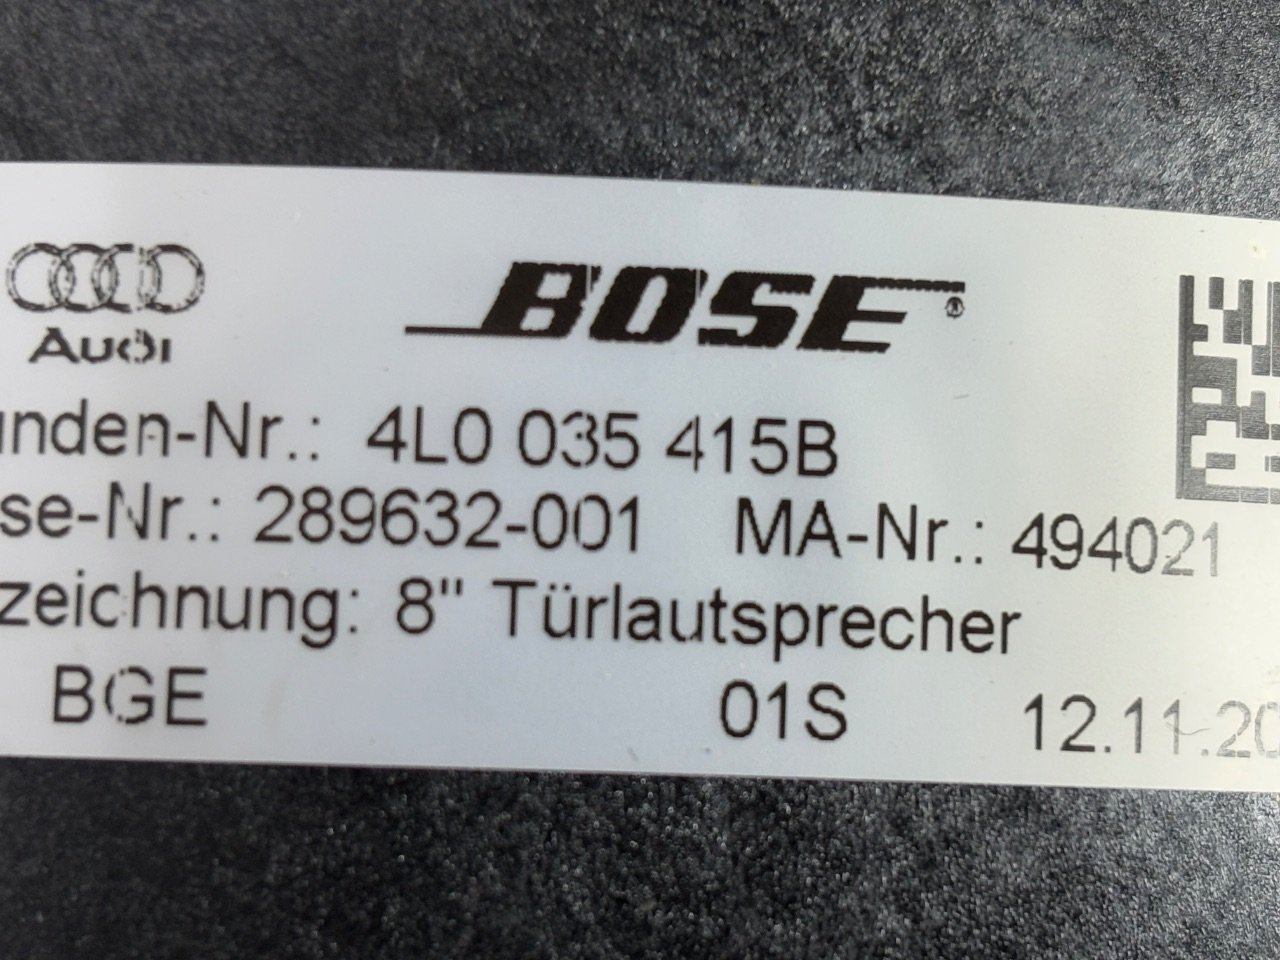 BOSE®
Audi
unden-Nr.: 4L0 035 415B
se-Nr.: 289632-001 MA-Nr.: 494021
zeichnung: 8" Türlautsprecher
BGE 01S 12.11.20